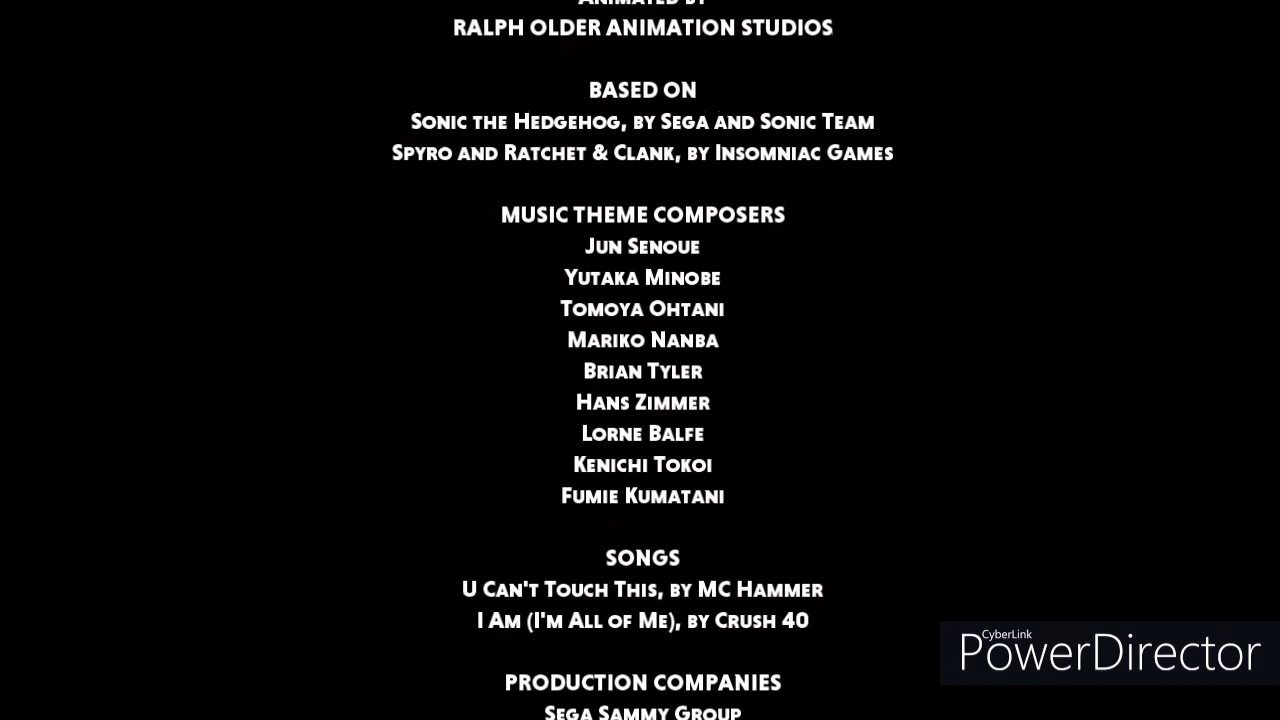 ANIMATED BY
RALPH OLDER ANIMATION STUDIOS
BASED ON
SONIC THE HEDGEHOG, BY SEGA AND SONIC TEAM
SPYRO AND RATCHET & CLANK, BY INSOMNIAC GAMES
MUSIC THEME COMPOSERS
JUN SENOUE
YUTAKA MINOBE
TOMOYA OHTANI
MARIKO NANBA
BRIAN TYLER
HANS ZIMMER
LORNE BALFE
KENICHI TOKOI
FUMIE KUMATANI
SONGS
U CAN'T TOUCH THIS, BY MC HAMMER
I AM (I'M ALL OF ME), BY CRUSH 40
CyberLink
PowerDirector
PRODUCTION COMPANIES
SEGA SAMMY GROUP